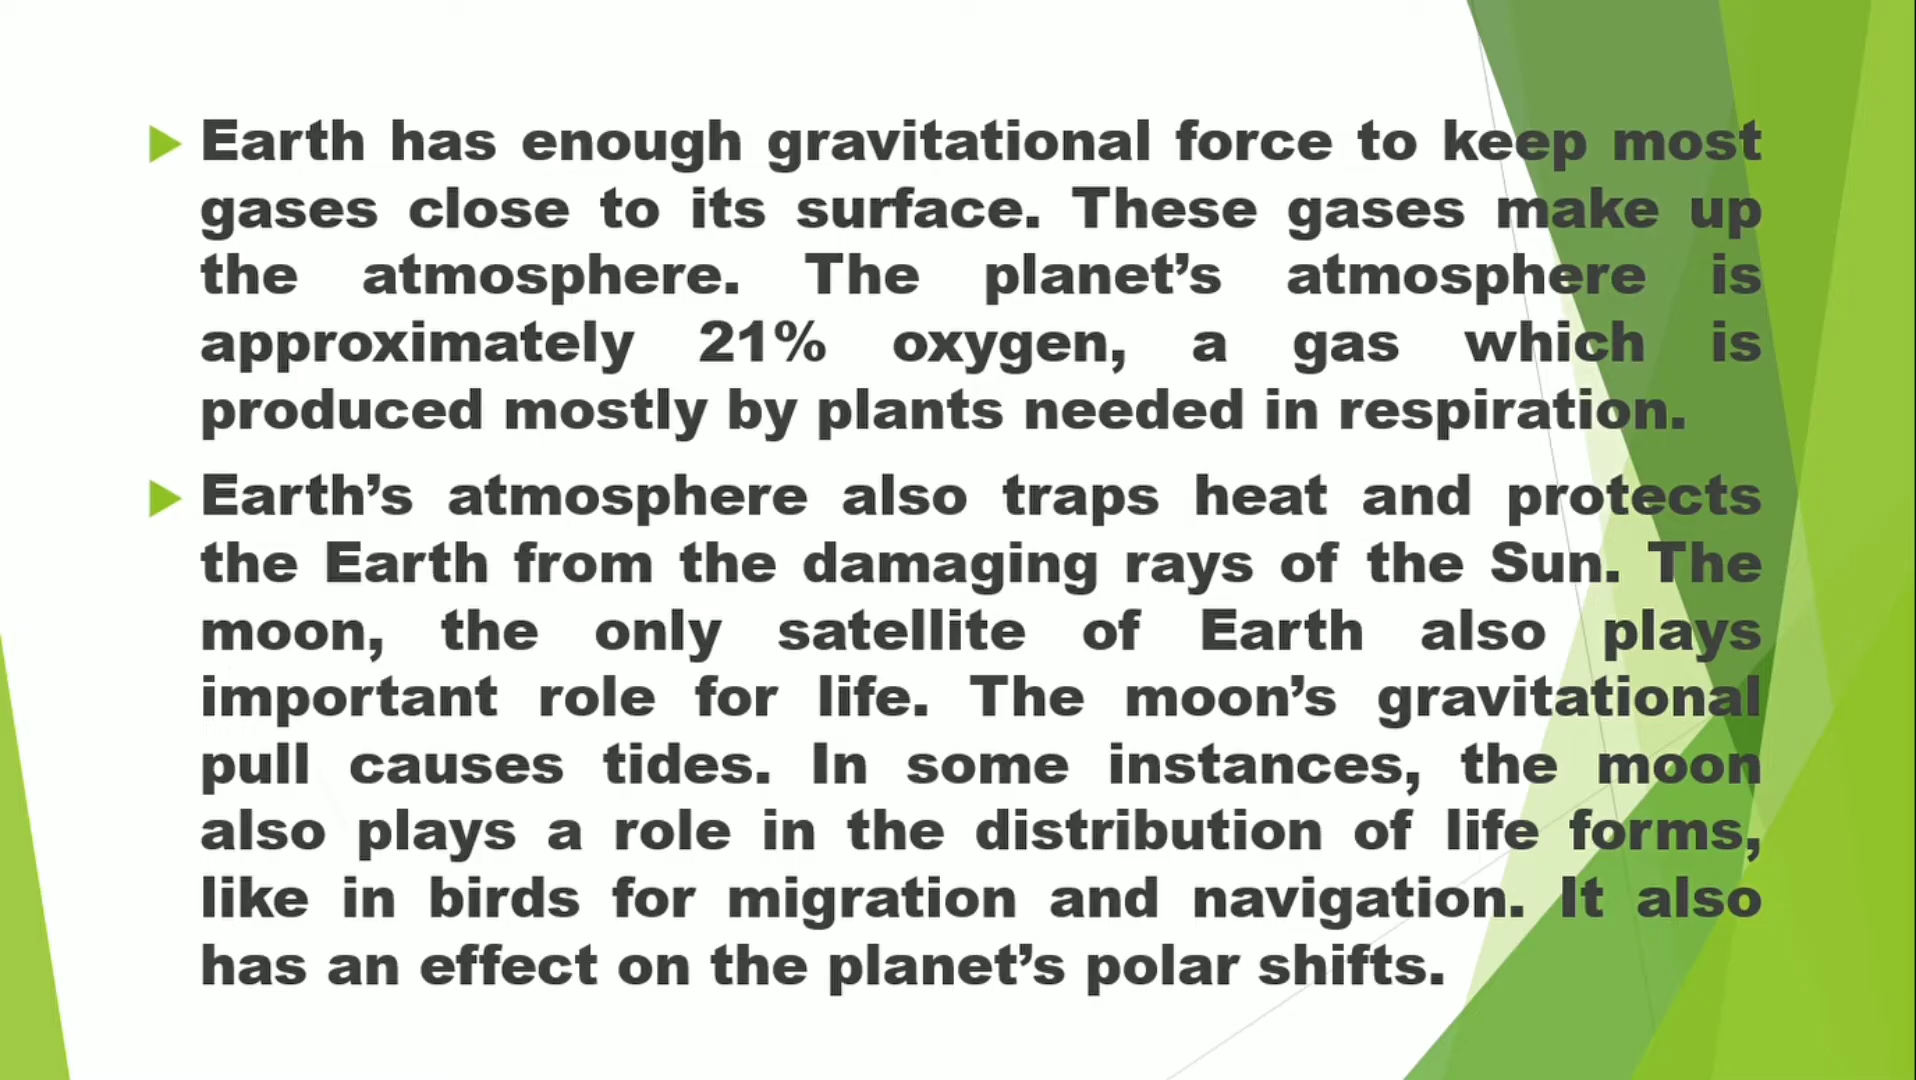 Earth has enough gravitational force to keep most
gases close to its surface. These gases make up
the atmosphere. The planet’s atmosphere is
approximately 21% oxygen, a gas which is
produced mostly by plants needed in respiration.
Earth’s atmosphere also traps heat and protects
the Earth from the damaging rays of the Sun. The
moon, the only satellite of Earth also plays
important role for life. The moon’s gravitational
pull causes tides. In some instances, the moon
also plays a role in the distribution of life forms,
like in birds for migration and navigation. It also
has an effect on the planet’s polar shifts.